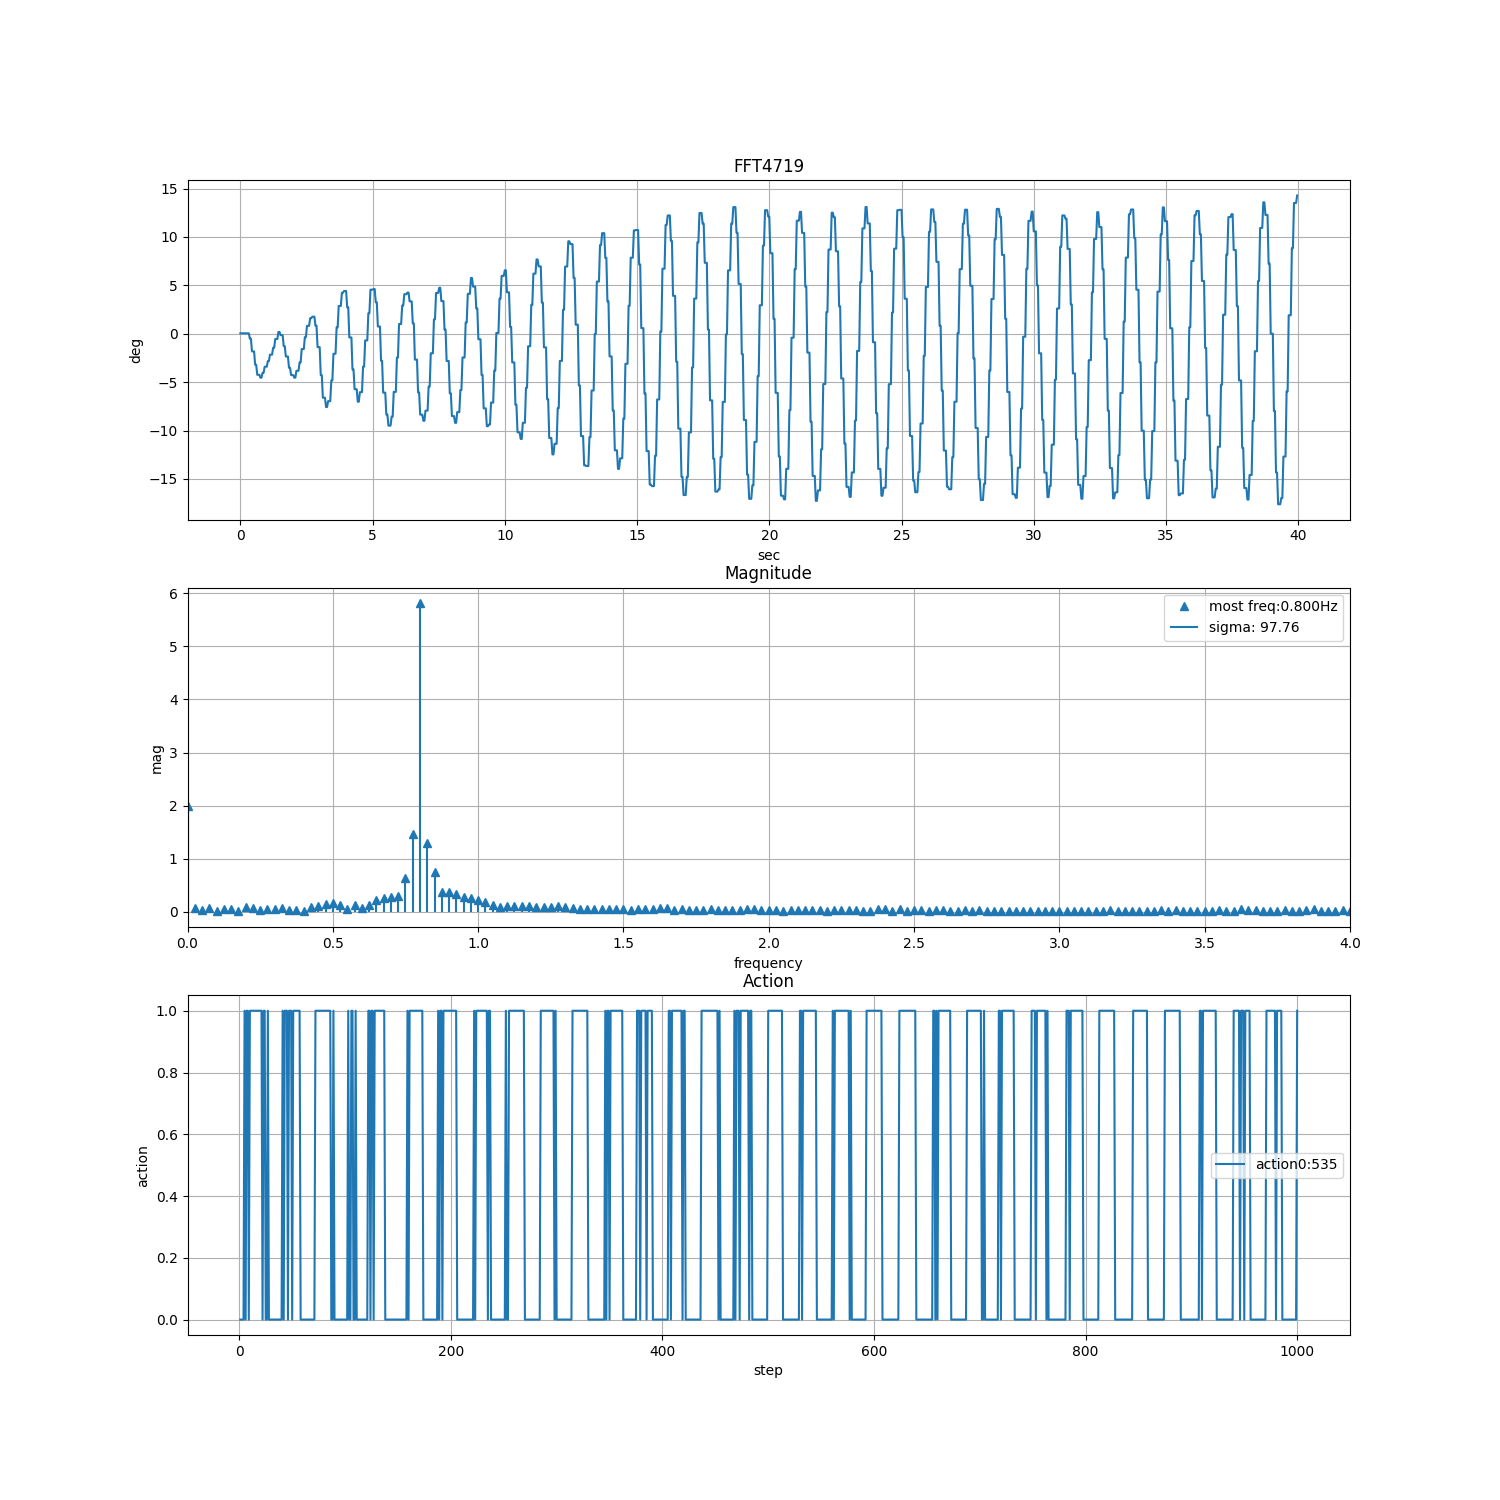 FFT4719
15
10
5
0
−5
−10
−15
deg
0 5 10 15 20 25 30 35 40
sec
Magnitude
6
5
4
3
2
1
0
mag
most freq:0.800Hz
sigma: 97.76
0.0 0.5 1.0 1.5 2.0 2.5 3.0 3.5 4.0
frequency
Action
1.0
0.8
0.6
0.4
0.2
0.0
action
action0:535
0 200 400 600 800 1000
step